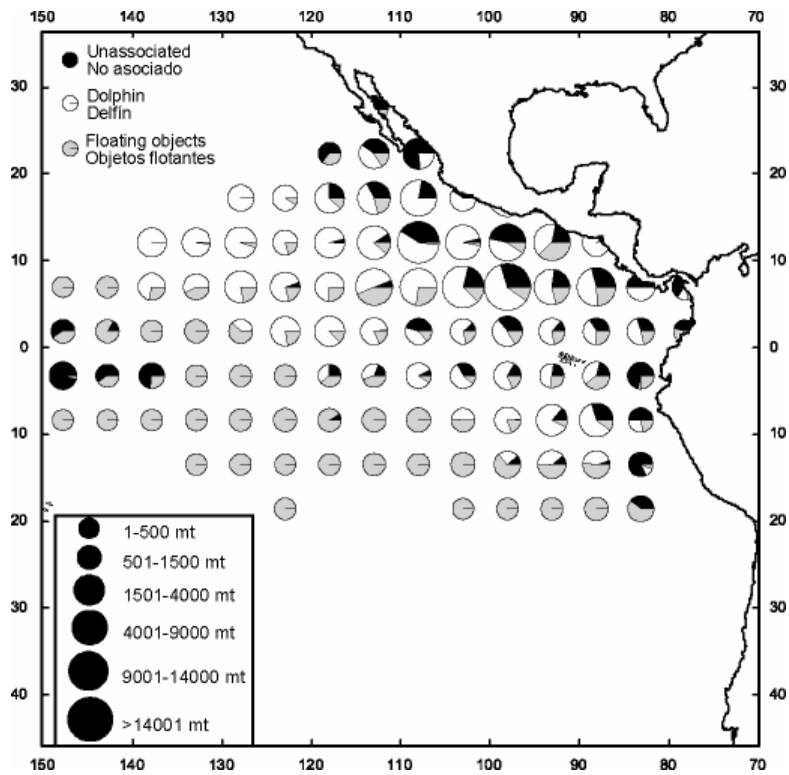 150 140 130 120 110 100 90 80 70
Unassociated
No asociado
Dolphin
Delfin
Floating objects
Objetos flotantes
30 30
20 20
10 10
0 0
10 10
20 20
1-500 mt
501-1500 mt
1501-4000 mt
30 30
4001-9000 mt
9001-14000 mt
40 40
>14001 mt
150 140 130 120 110 100 90 80 70